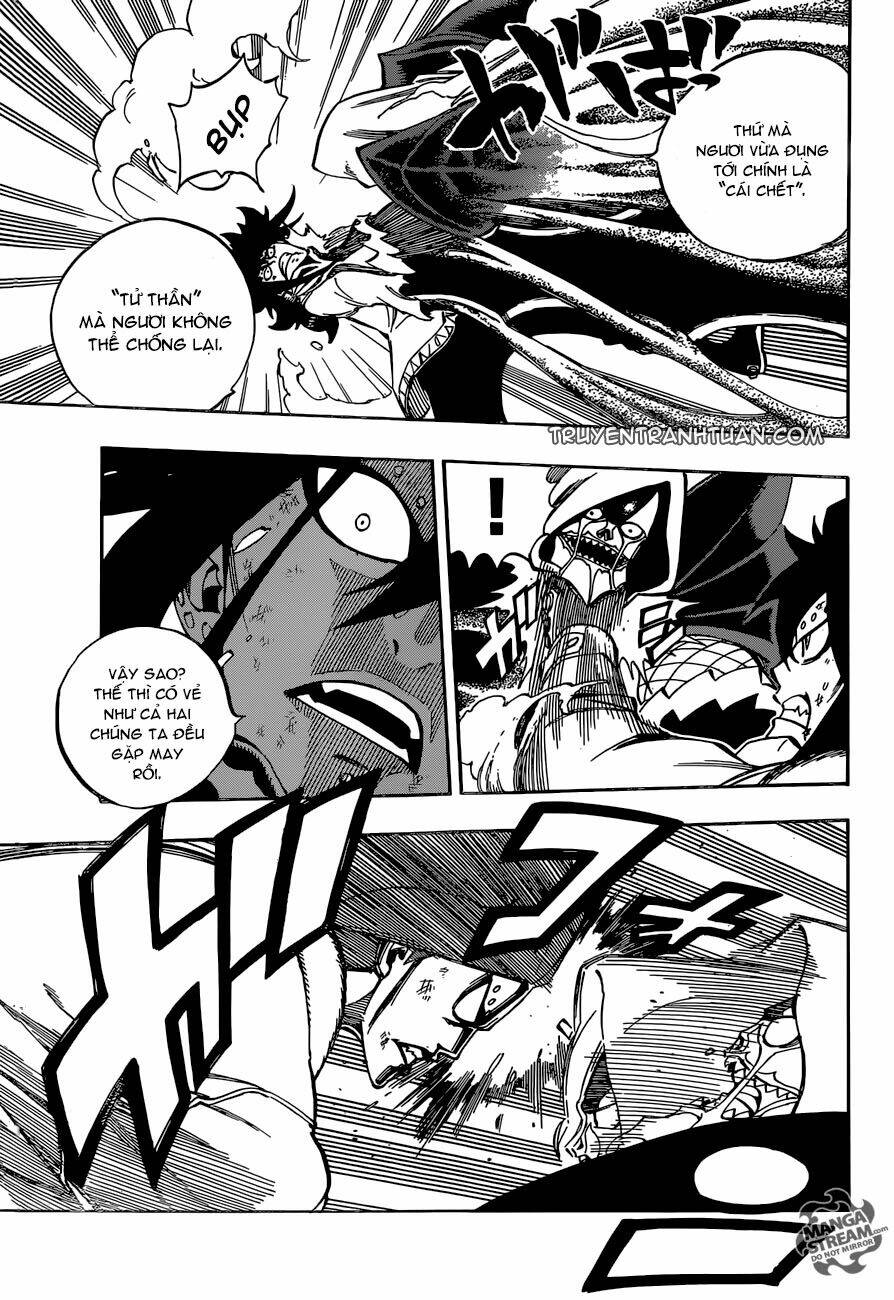 THỨ MÀ
NGƯƠI VỪA ĐỤNG
TỚI CHÍNH LÀ
"CÁI CHẾT".
BỤP
"TỬ THẦN"
MÀ NGƯƠI KHÔNG
THỂ CHỐNG LẠI.
TRUYENTRANHTUAN.COM
!
VẬY SAO?
THẾ THÌ CÓ VẺ
NHƯ CẢ HAI
CHÚNG TA ĐỀU
GẶP MAY
RỒI.
MANGA
STREAM.com
DO NOT MIRROR!